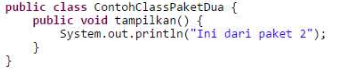 public class ContohClassPaketDua {
    public void tampilkan() {
        System.out.println("Ini dari paket 2");
    }
}